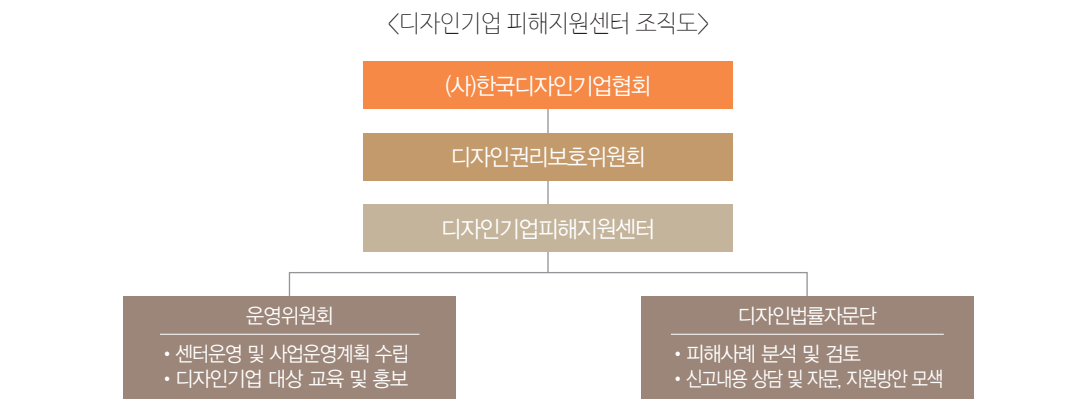 <디자인기업 피해지원센터 조직도>
(사)한국디자인기업협회
디자인권리보호위원회
디자인기업피해지원센터
운영위원회
• 센터운영 및 사업운영계획 수립
• 디자인기업 대상 교육 및 홍보
디자인법률자문단
• 피해사례 분석 및 검토
• 신고내용 상담 및 자문, 지원방안 모색